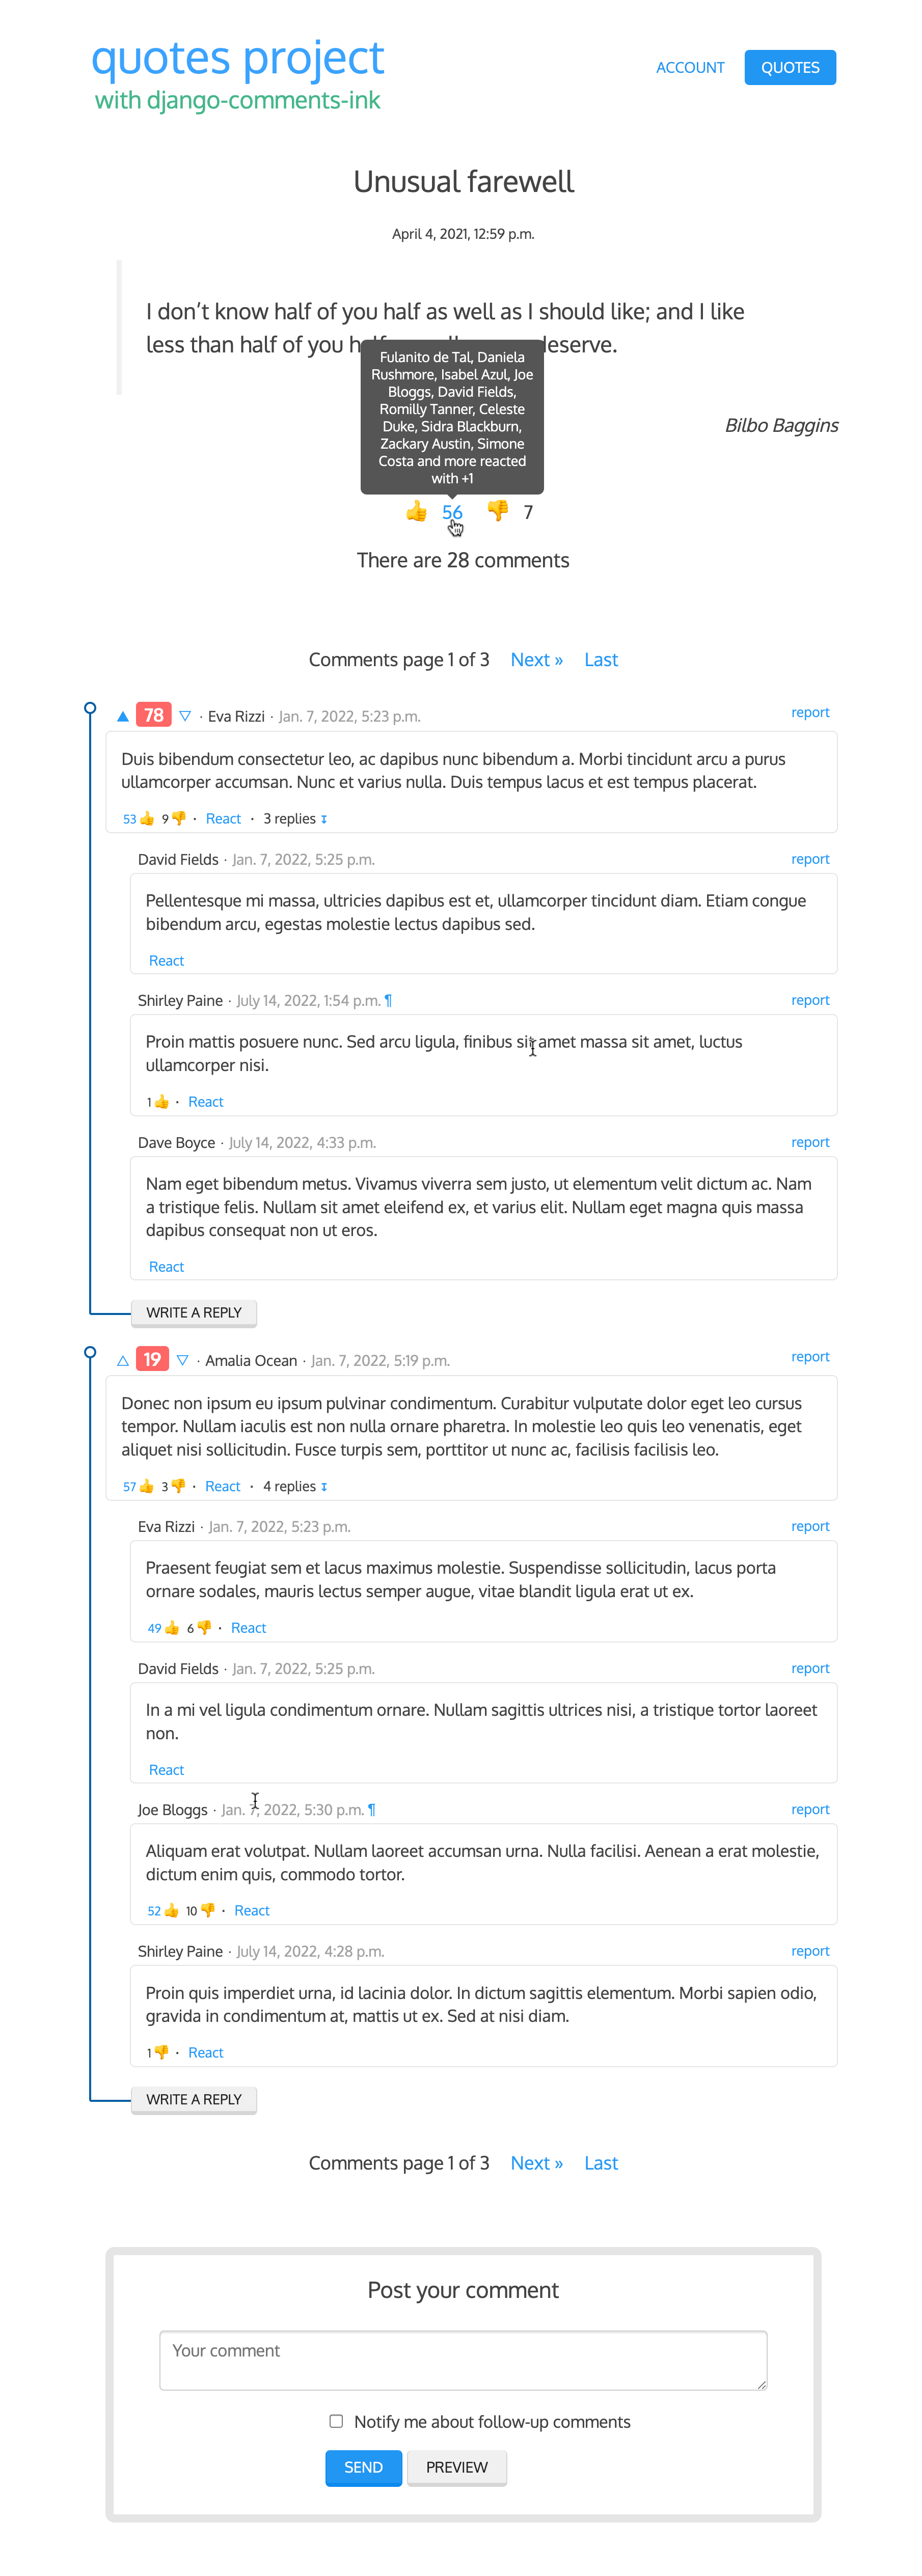 quotes project
with django-comments-ink
ACCOUNT
QUOTES
Unusual farewell
April 4, 2021, 12:59 p.m.
I don’t know half of you half as well as I should like; and I like
less than half of you deserve.
Fulanito de Tal, Daniela
Rushmore, Isabel Azul, Joe
Bloggs, David Fields,
Romilly Tanner, Celeste
Duke, Sidra Blackburn,
Zackary Austin, Simone
Costa and more reacted
with +1
Bilbo Baggins
👍 56 👎 7
There are 28 comments
Comments page 1 of 3 Next » Last
▲ 78 ▽ · Eva Rizzi · Jan. 7, 2022, 5:23 p.m. report
Duis bibendum consectetur leo, ac dapibus nunc bibendum a. Morbi tincidunt arcu a purus
ullamcorper accumsan. Nunc et varius nulla. Duis tempus lacus et est tempus placerat.
53 👍 9 👎 · React · 3 replies ↧
David Fields · Jan. 7, 2022, 5:25 p.m. report
Pellentesque mi massa, ultricies dapibus est et, ullamcorper tincidunt diam. Etiam congue
bibendum arcu, egestas molestie lectus dapibus sed.
React
Shirley Paine · July 14, 2022, 1:54 p.m. ¶ report
Proin mattis posuere nunc. Sed arcu ligula, finibus sit amet massa sit amet, luctus
ullamcorper nisi.
1 👍 · React
Dave Boyce · July 14, 2022, 4:33 p.m. report
Nam eget bibendum metus. Vivamus viverra sem justo, ut elementum velit dictum ac. Nam
a tristique felis. Nullam sit amet eleifend ex, et varius elit. Nullam eget magna quis massa
dapibus consequat non ut eros.
React
WRITE A REPLY
△ 19 ▽ · Amalia Ocean · Jan. 7, 2022, 5:19 p.m. report
Donec non ipsum eu ipsum pulvinar condimentum. Curabitur vulputate dolor eget leo cursus
tempor. Nullam iaculis est non nulla ornare pharetra. In molestie leo quis leo venenatis, eget
aliquet nisi sollicitudin. Fusce turpis sem, porttitor ut nunc ac, facilisis facilisis leo.
57 👍 3 👎 · React · 4 replies ↧
Eva Rizzi · Jan. 7, 2022, 5:23 p.m. report
Praesent feugiat sem et lacus maximus molestie. Suspendisse sollicitudin, lacus porta
ornare sodales, mauris lectus semper augue, vitae blandit ligula erat ut ex.
49 👍 6 👎 · React
David Fields · Jan. 7, 2022, 5:25 p.m. report
In a mi vel ligula condimentum ornare. Nullam sagittis ultrices nisi, a tristique tortor laoreet
non.
React
Joe Bloggs · Jan. 7, 2022, 5:30 p.m. ¶ report
Aliquam erat volutpat. Nullam laoreet accumsan urna. Nulla facilisi. Aenean a erat molestie,
dictum enim quis, commodo tortor.
52 👍 10 👎 · React
Shirley Paine · July 14, 2022, 4:28 p.m. report
Proin quis imperdiet urna, id lacinia dolor. In dictum sagittis elementum. Morbi sapien odio,
gravida in condimentum at, mattis ut ex. Sed at nisi diam.
1 👎 · React
WRITE A REPLY
Comments page 1 of 3 Next » Last
Post your comment
Your comment
Notify me about follow-up comments
SEND
PREVIEW